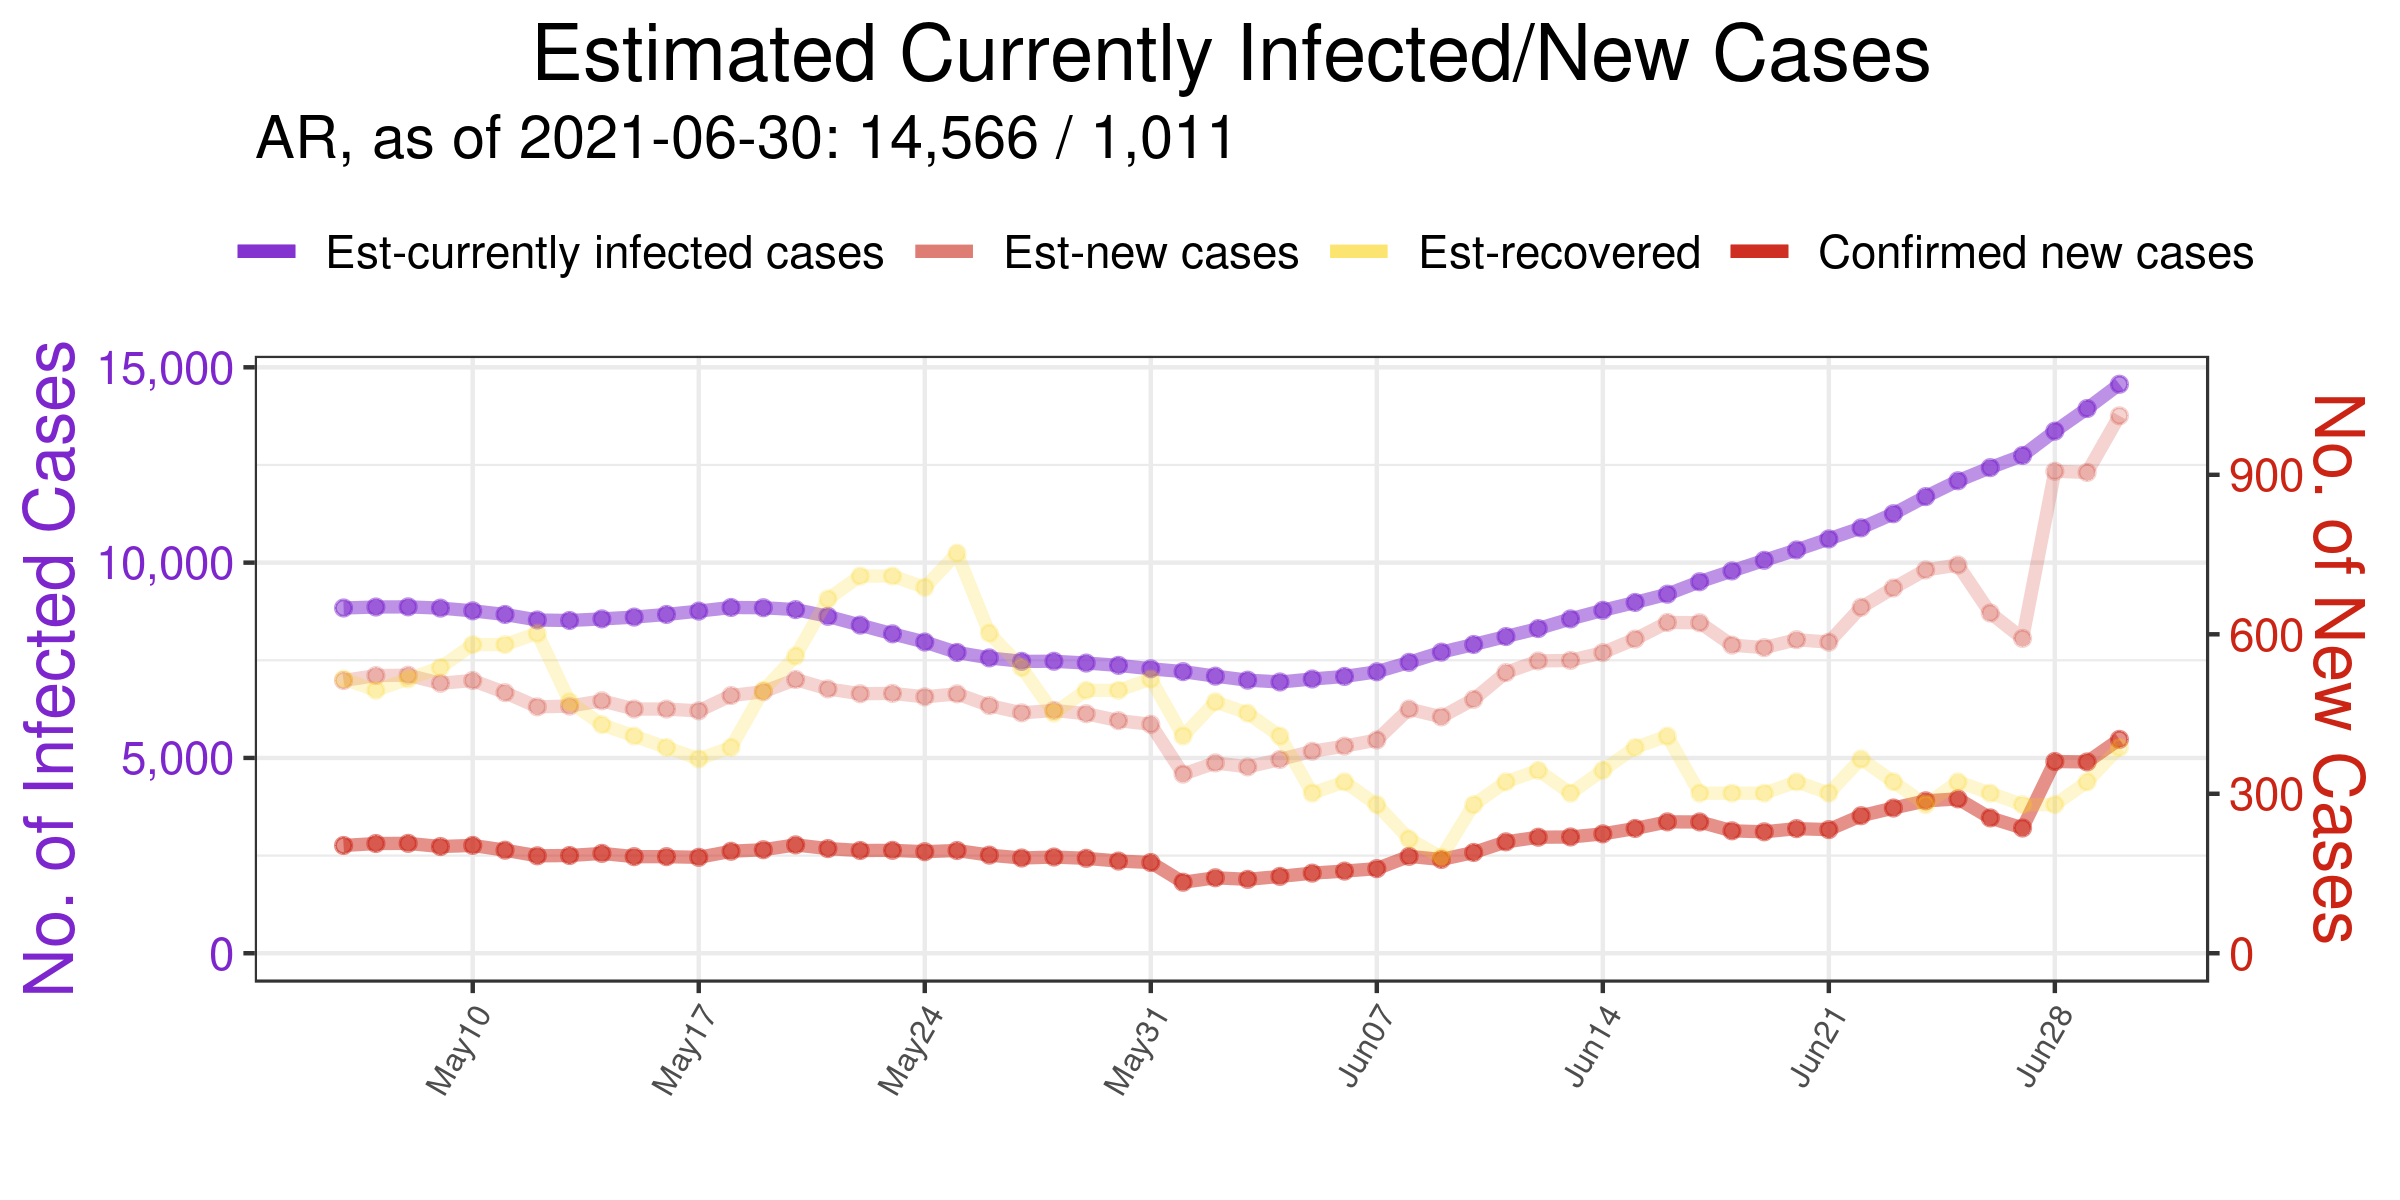 Estimated Currently Infected/New Cases
AR, as of 2021-06-30: 14,566 / 1,011
Est-currently infected cases Est-new cases Est-recovered Confirmed new cases
No. of Infected Cases
15,000
10,000
5,000
0
No. of New Cases
900
600
300
0
May10 May17 May24 May31 Jun07 Jun14 Jun21 Jun28